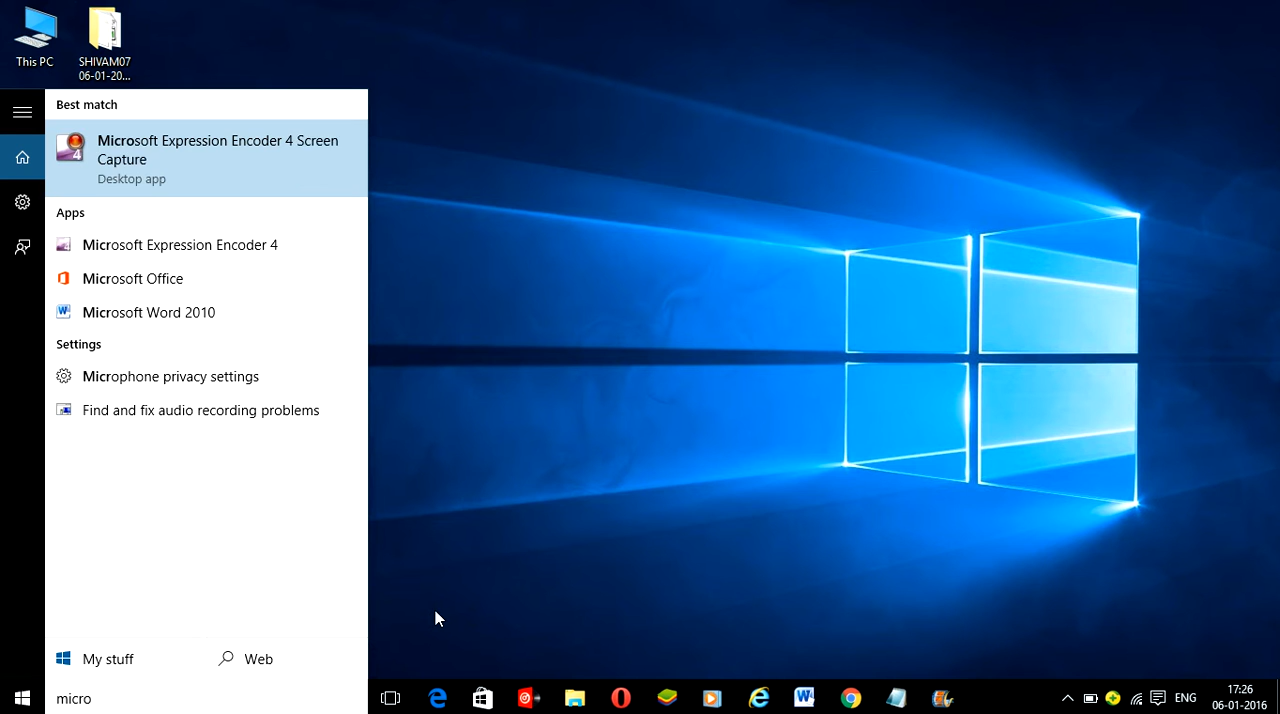 This PC
SHIVAM07
06-01-20...
Best match
Microsoft Expression Encoder 4 Screen
Capture
Desktop app
Apps
Microsoft Expression Encoder 4
Microsoft Office
Microsoft Word 2010
Settings
Microphone privacy settings
Find and fix audio recording problems
My stuff
Web
micro
ENG
17:26
06-01-2016